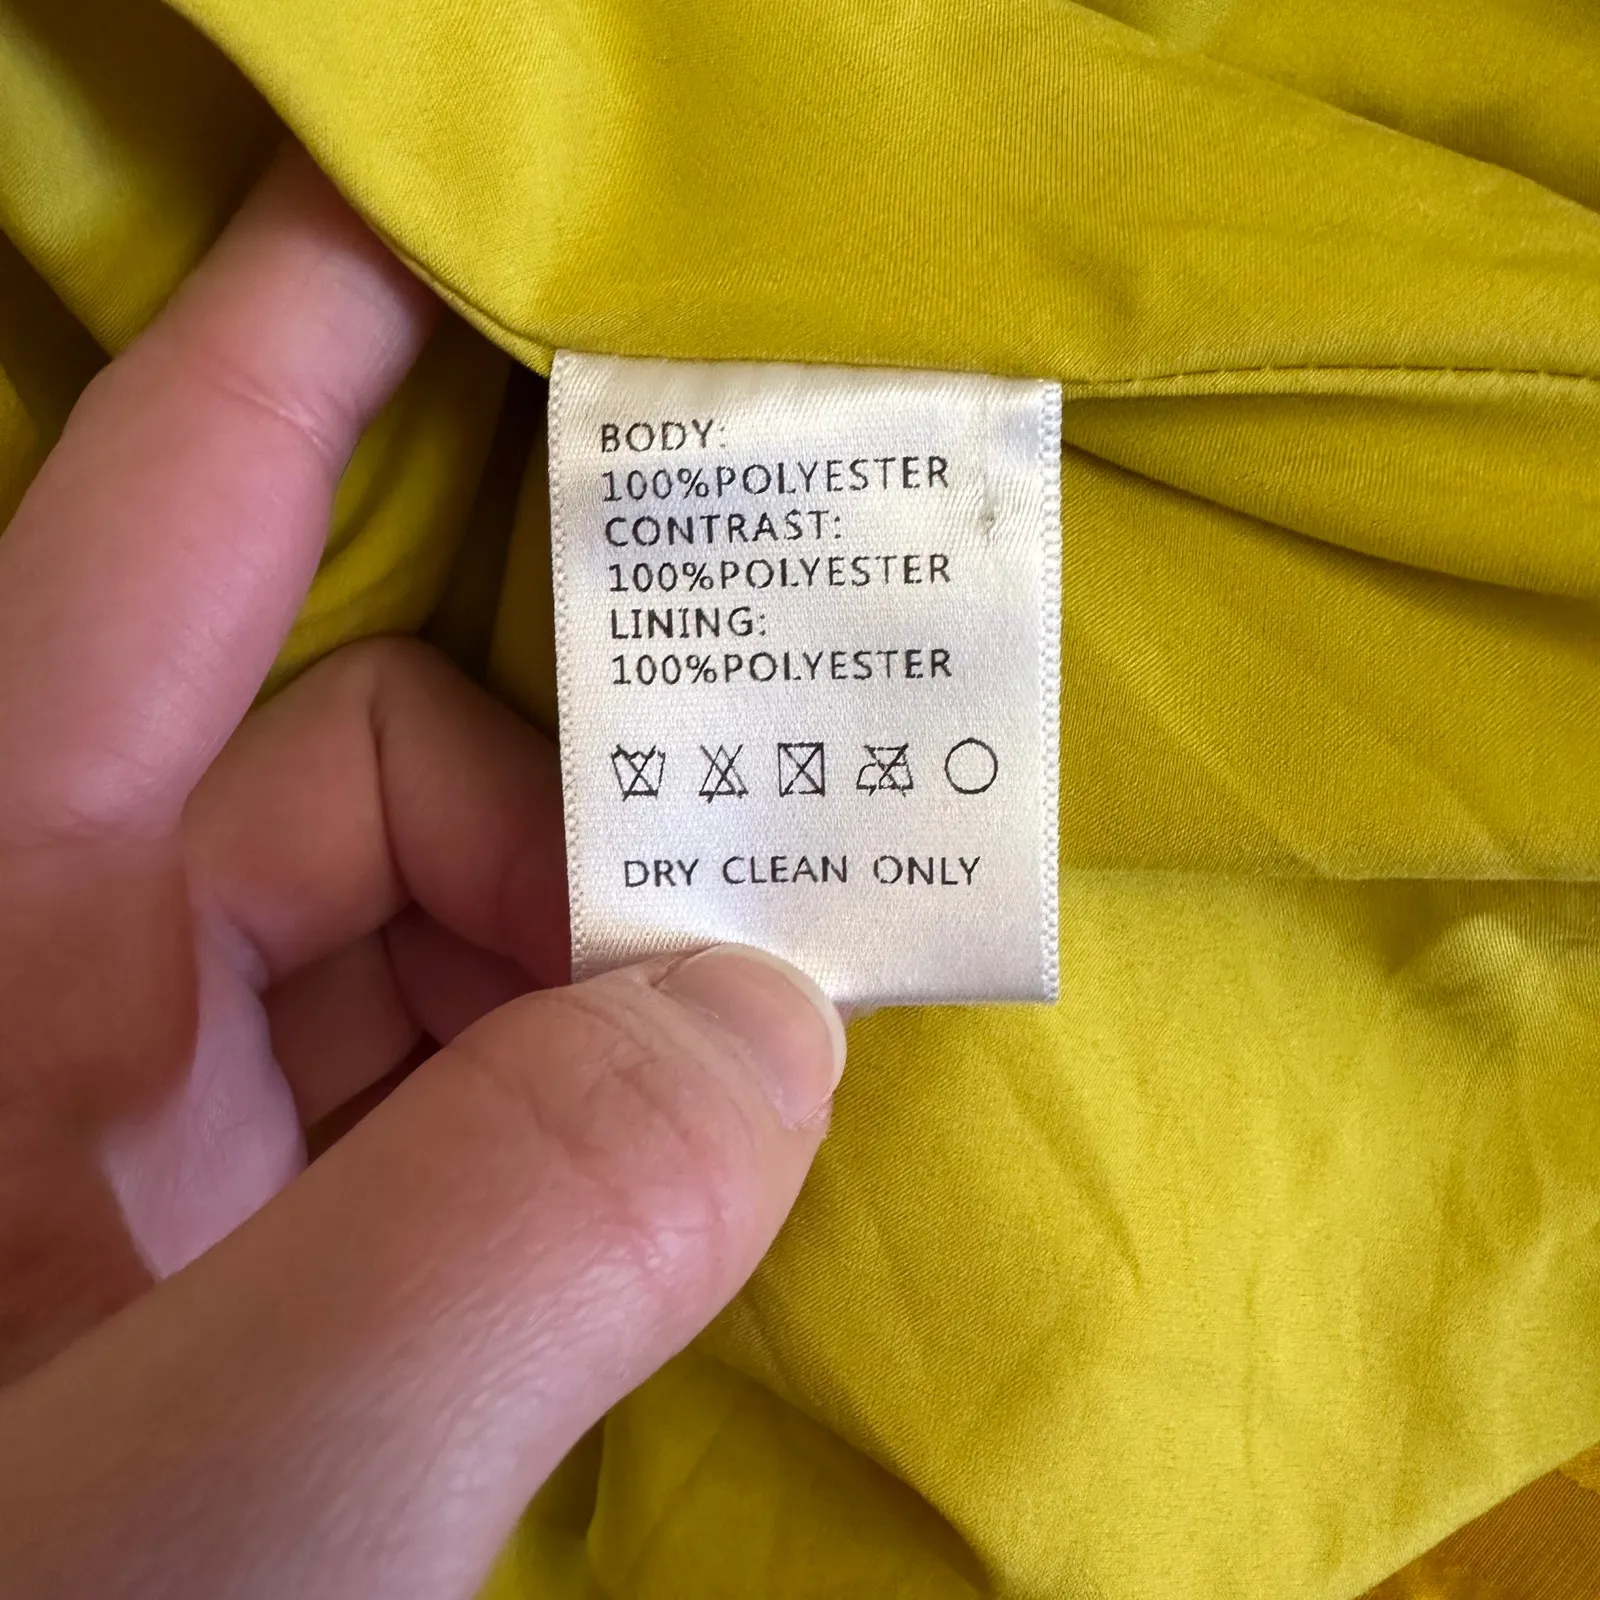 BODY:
100%POLYESTER
CONTRAST:
100%POLYESTER
LINING:
100%POLYESTER
DRY CLEAN ONLY